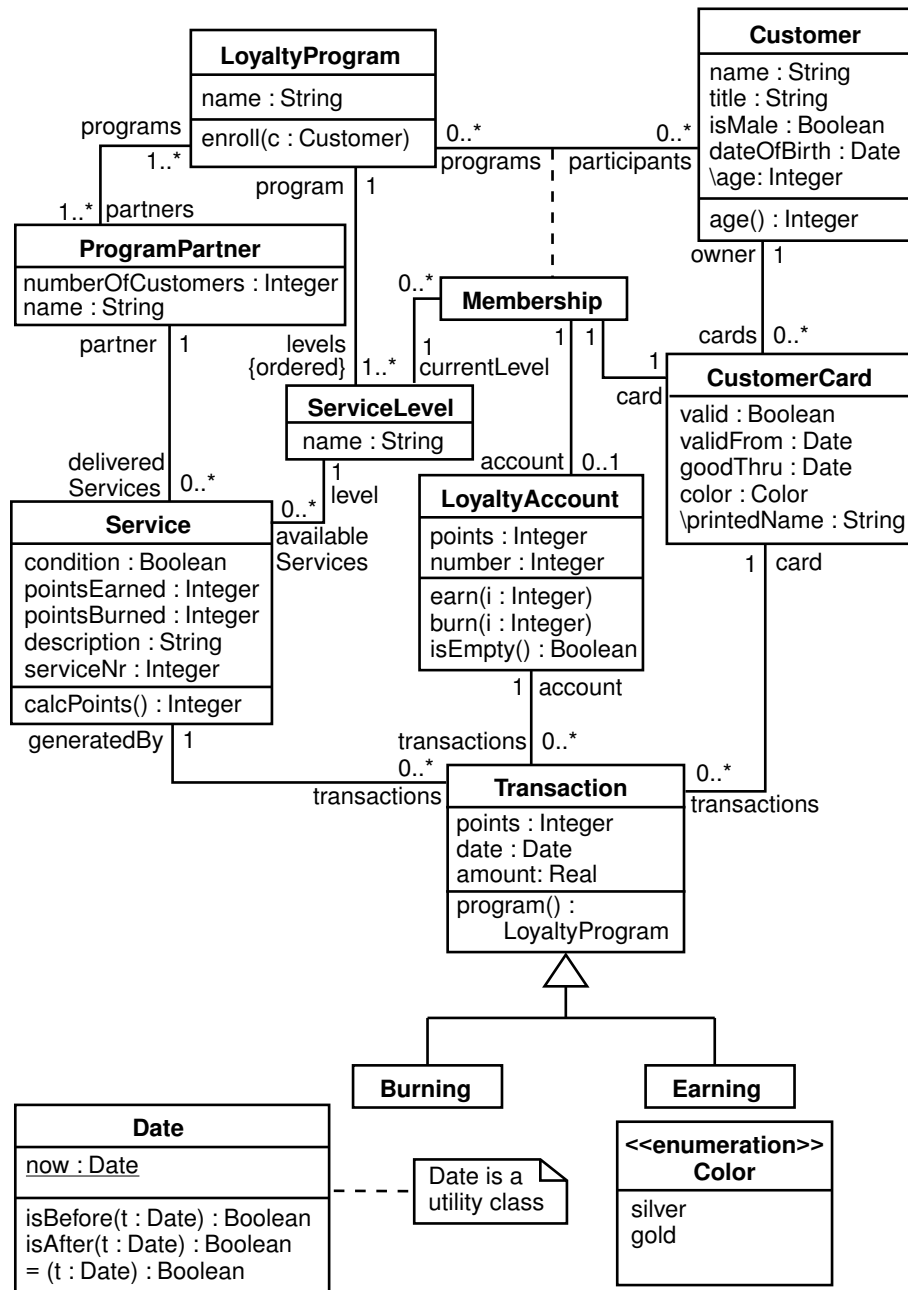 LoyaltyProgram
name : String
enroll(c : Customer)
Customer
name : String
title : String
isMale : Boolean
dateOfBirth : Date
\age: Integer
age() : Integer
programs
1..*
0..*
programs
0..*
participants
program
1
1..*
partners
owner
1
ProgramPartner
numberOfCustomers : Integer
name : String
0..*
Membership
partner
1
levels
{ordered}
1..*
1
currentLevel
1
1
1
card
cards
0..*
CustomerCard
valid : Boolean
validFrom : Date
goodThru : Date
color : Color
\printedName : String
ServiceLevel
name : String
delivered
Services
0..*
1
level
0..*
available
Services
account
0..1
Service
condition : Boolean
pointsEarned : Integer
pointsBurned : Integer
description : String
serviceNr : Integer
calcPoints() : Integer
LoyaltyAccount
points : Integer
number : Integer
earn(i : Integer)
burn(i : Integer)
isEmpty() : Boolean
1
card
1
account
generatedBy
1
transactions
0..*
0..*
transactions
0..*
transactions
Transaction
points : Integer
date : Date
amount: Real
program() :
LoyaltyProgram
Burning
Earning
Date
now : Date
isBefore(t : Date) : Boolean
isAfter(t : Date) : Boolean
= (t : Date) : Boolean
Date is a
utility class
<<enumeration>>
Color
silver
gold